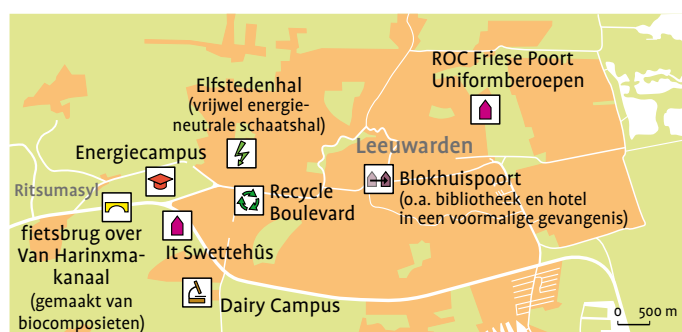 ROC Friese Poort
Uniformberoepen
Elfstedenhal
(vrijwel energie-
neutrale schaatshal)
Leeuwarden
Energiecampus
Blokhuispoort
(o.a. bibliotheek en hotel
in een voormalige gevangenis)
Ritsumasyl
Recycle
Boulevard
fietsbrug over
Van Harinxma-
kanaal
(gemaakt van
biocomposieten)
It Swettehûs
Dairy Campus
0 500 m